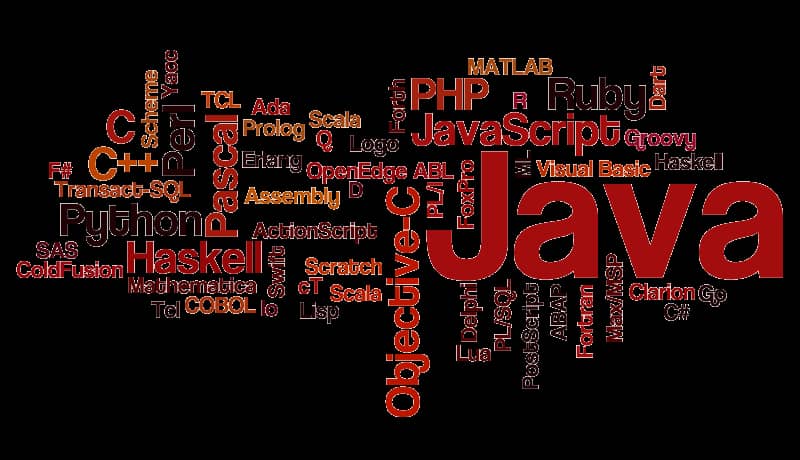 MATLAB
Yacc
Scheme
Dart
Forth
PHP
R
Ruby
TCL
Ada
Perl
C
Scala
Prolog
Pascal
JavaScript
Q
Logo
Groovy
C++
Erlang
ML
Haskell
F#
OpenEdge ABL
PL/I
FoxPro
Visual Basic
Java
Transact-SQL
D
Assembly
Python
Objective-C
ActionScript
SAS
Haskell
ColdFusion
Swift
Scratch
Mathematica
cT
Scala
Delphi
PL/SQL
PostScript
ABAP
Fortran
Max/MSP
Clarion
Go
Tcl
COBOL
Io
Lisp
C#